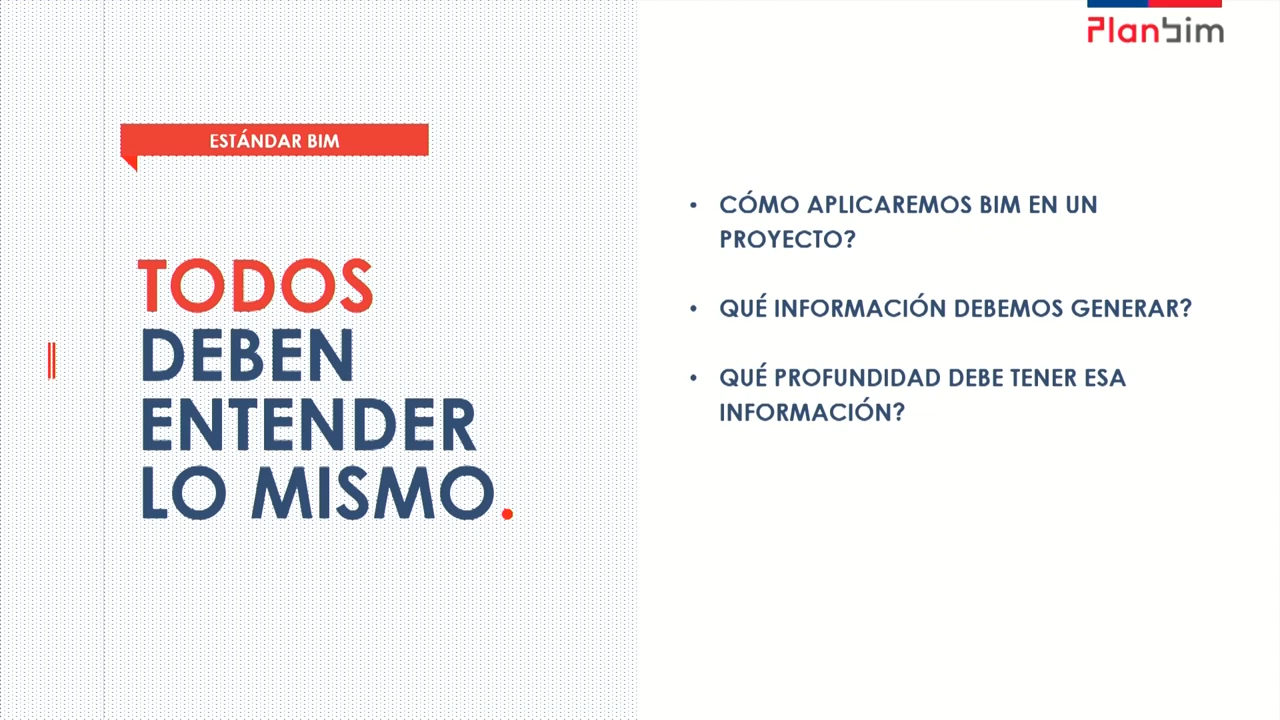 Planbim
ESTÁNDAR BIM
TODOS
DEBEN
ENTENDER
LO MISMO.
• CÓMO APLICAREMOS BIM EN UN
PROYECTO?
• QUÉ INFORMACIÓN DEBEMOS GENERAR?
• QUÉ PROFUNDIDAD DEBE TENER ESA
INFORMACIÓN?